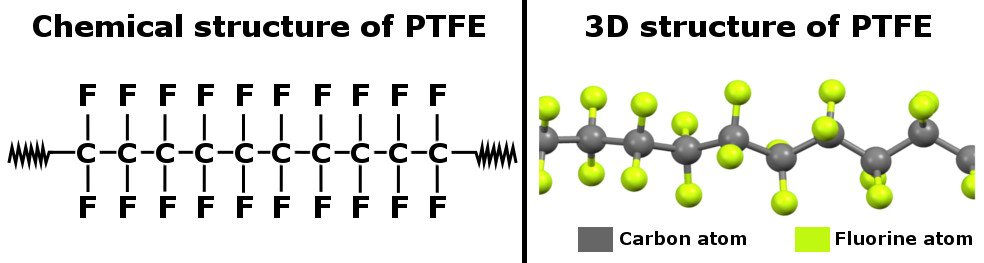 Chemical structure of PTFE
F F F F F F F F F F
C C C C C C C C C C
F F F F F F F F F F
3D structure of PTFE
Carbon atom
Fluorine atom